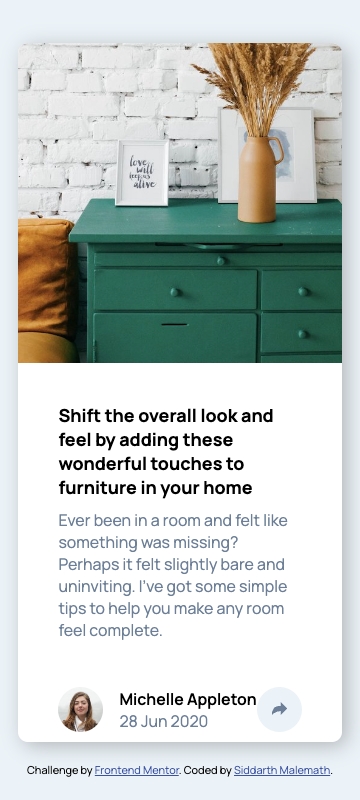 love
will
keep us
alive
Shift the overall look and
feel by adding these
wonderful touches to
furniture in your home
Ever been in a room and felt like
something was missing?
Perhaps it felt slightly bare and
uninviting. I've got some simple
tips to help you make any room
feel complete.
Michelle Appleton
28 Jun 2020
Challenge by Frontend Mentor. Coded by Siddarth Malemath.